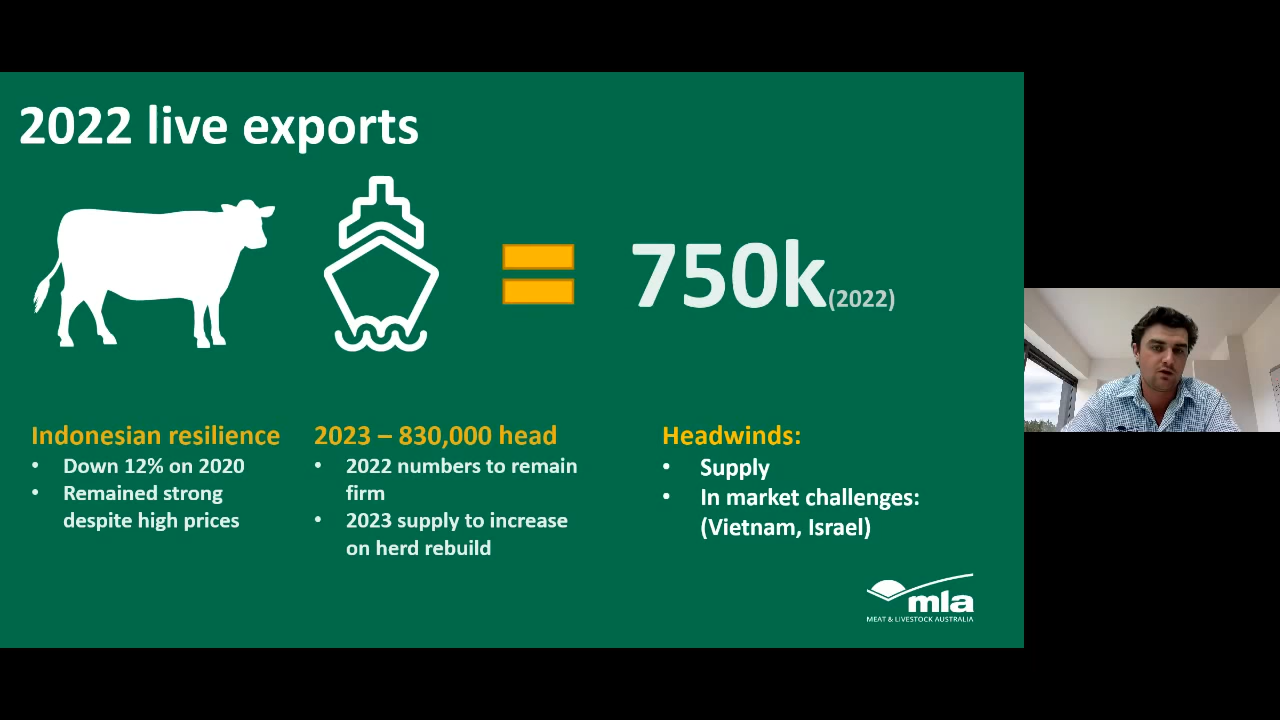 2022 live exports
750k(2022)
Indonesian resilience
• Down 12% on 2020
• Remained strong
despite high prices
2023 – 830,000 head
• 2022 numbers to remain
firm
• 2023 supply to increase
on herd rebuild
Headwinds:
• Supply
• In market challenges:
(Vietnam, Israel)
mla
MEAT & LIVESTOCK AUSTRALIA